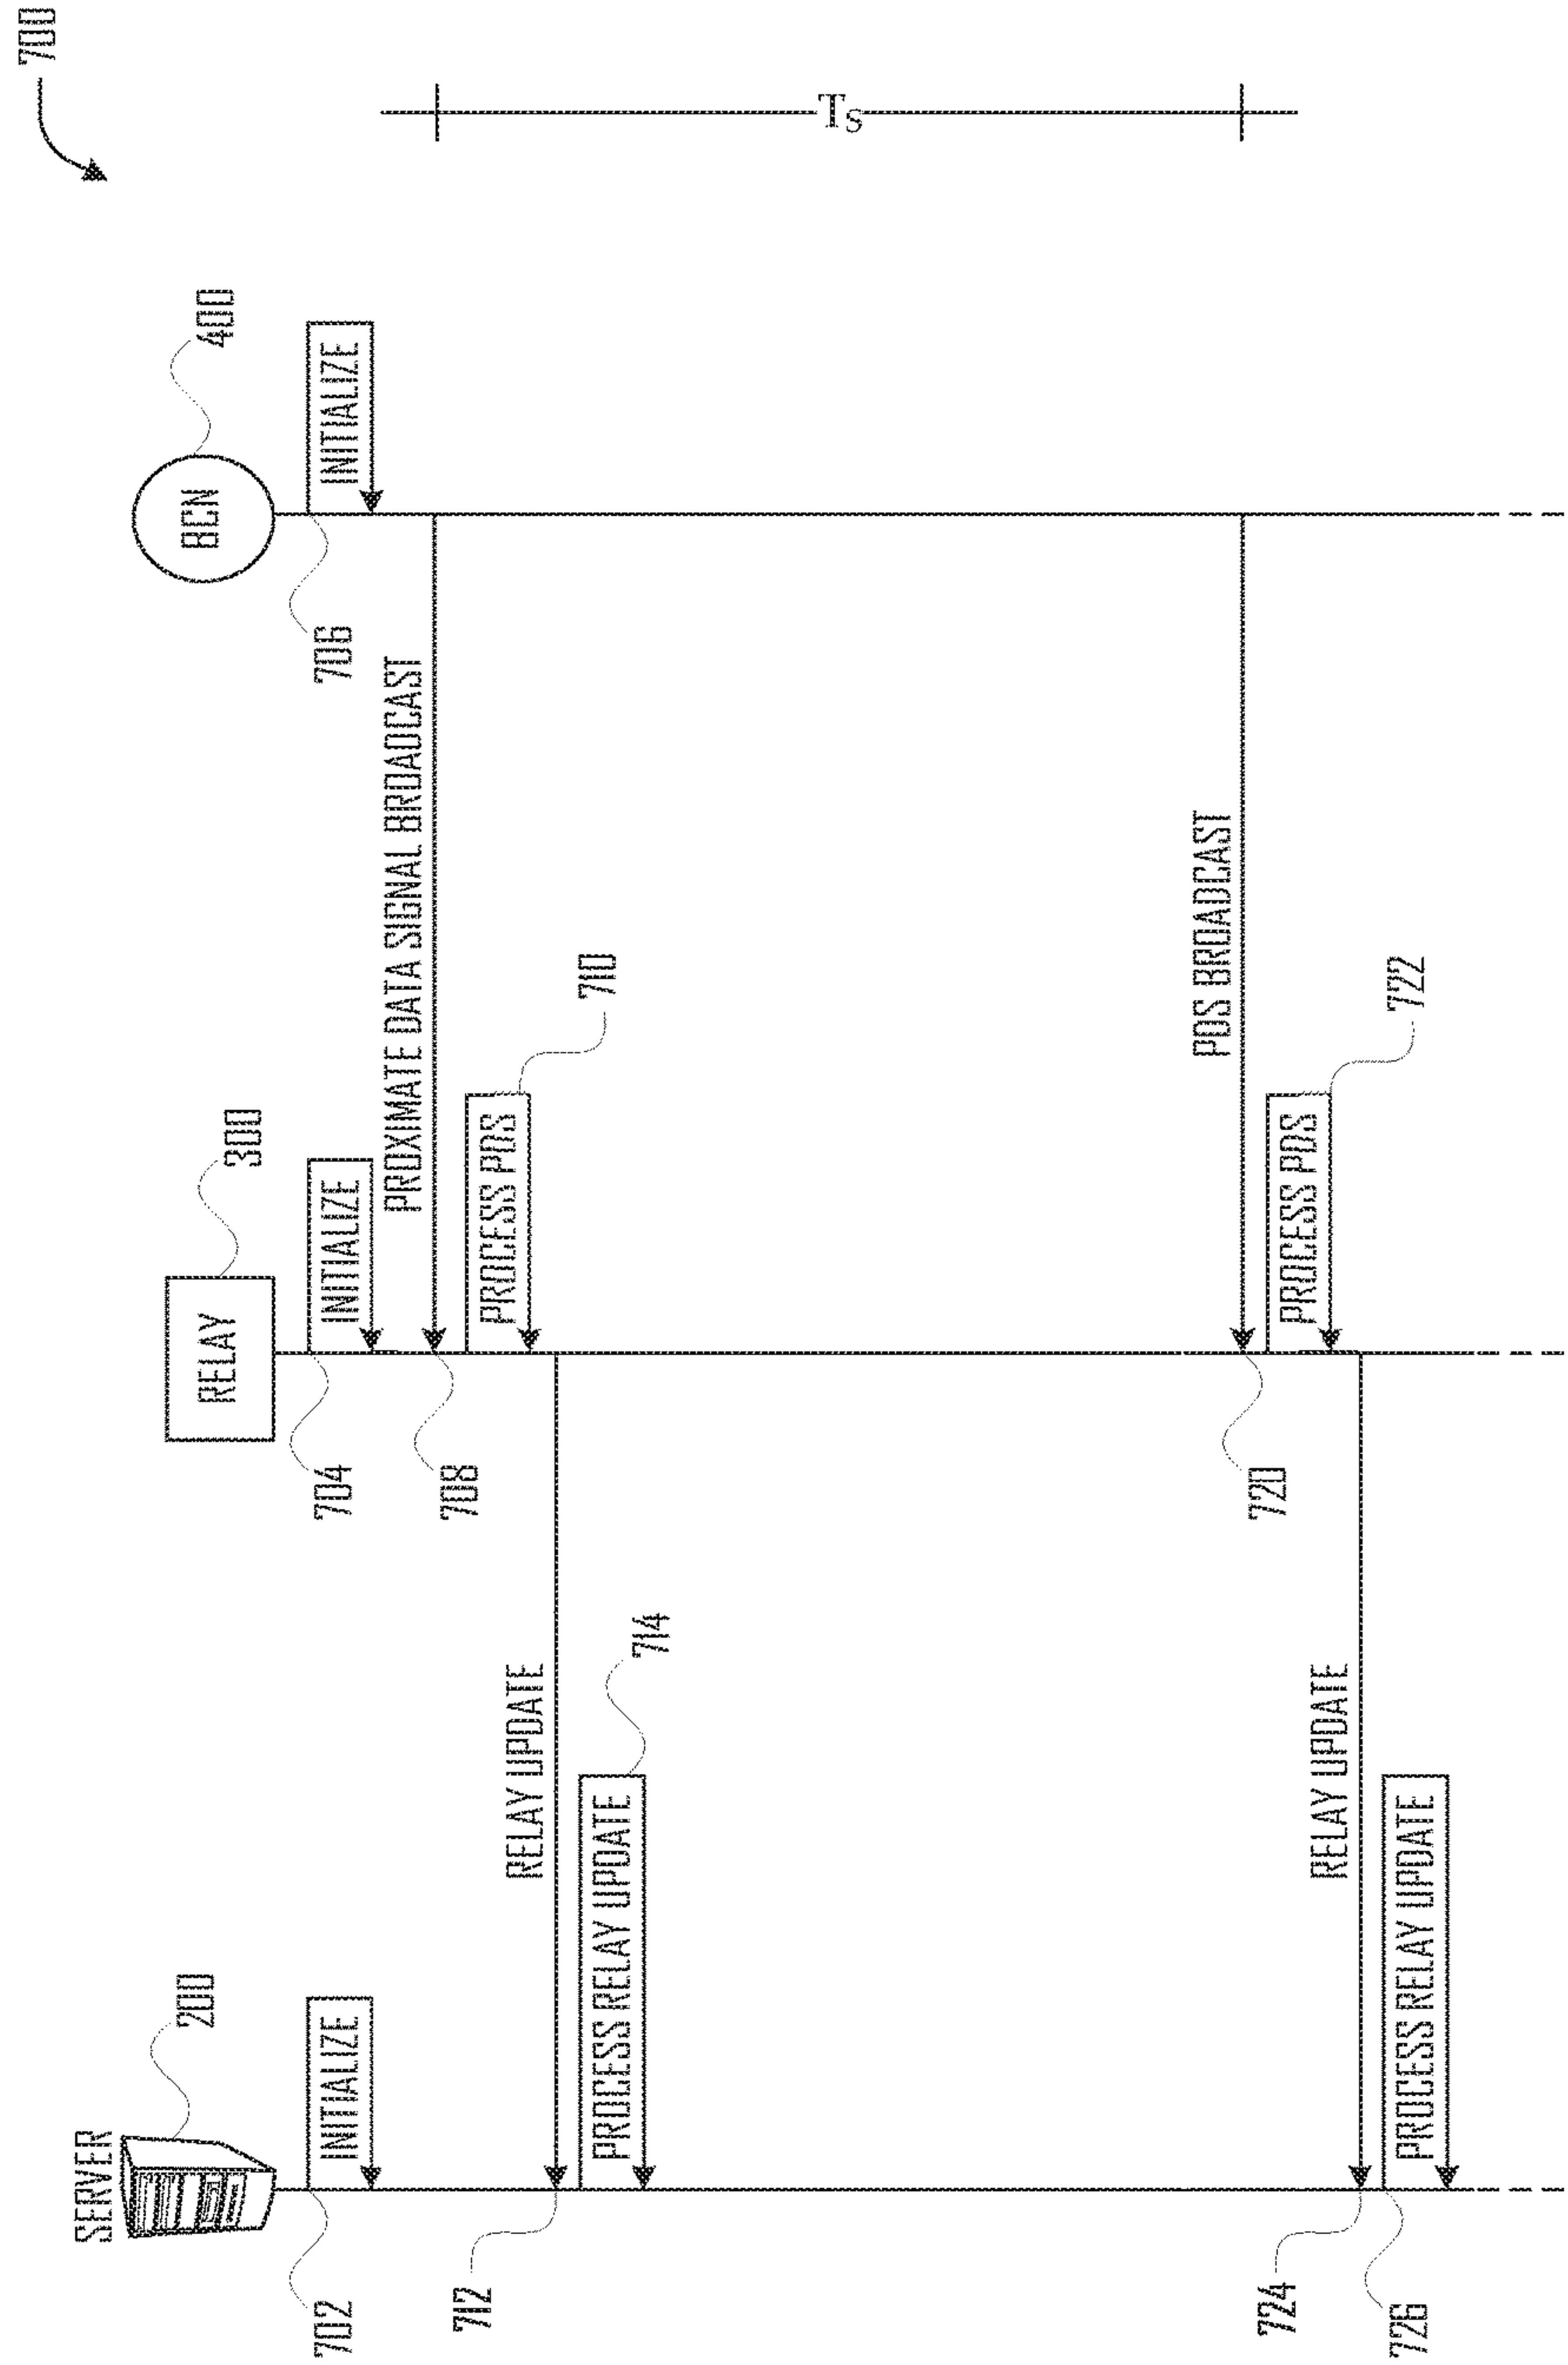 700
SERVER
200
RELAY
300
BCN
400
INITIALIZE
702
INITIALIZE
704
INITIALIZE
706
PROXIMATE DATA SIGNAL BROADCAST
708
PROCESS PDS
710
RELAY UPDATE
712
PROCESS RELAY UPDATE
714
TS
PDS BROADCAST
720
PROCESS PDS
722
RELAY UPDATE
724
PROCESS RELAY UPDATE
726